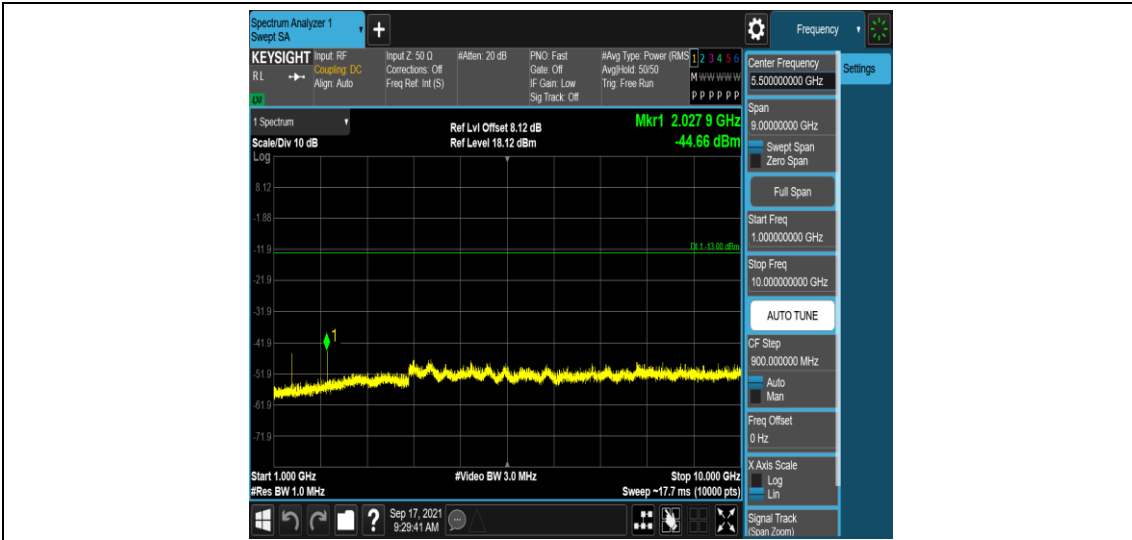 Spectrum Analyzer 1
Swept SA
+
Frequency
KEYSIGHT
RL
LXI
Input: RF
Coupling: DC
Align: Auto
Input Z: 50 Ω
Corrections: Off
Freq Ref: Int (S)
#Atten: 20 dB
PNO: Fast
Gate: Off
IF Gain: Low
Sig Track: Off
#Avg Type: Power (RMS
Avg|Hold: 50/50
Trig: Free Run
1 2 3 4 5 6
M W W W W W
P P P P P P
1 Spectrum
Scale/Div 10 dB
Log
Ref Lvl Offset 8.12 dB
Ref Level 18.12 dBm
Mkr1 2.027 9 GHz
-44.66 dBm
8.12
-1.88
-11.9
DL1 -13.00 dBm
-21.9
-31.9
-41.9
1
-51.9
-61.9
-71.9
Start 1.000 GHz
#Res BW 1.0 MHz
#Video BW 3.0 MHz
Stop 10.000 GHz
Sweep ~17.7 ms (10000 pts)
?
Sep 17, 2021
9:29:41 AM
Center Frequency
5.500000000 GHz
Settings
Span
9.00000000 GHz
Swept Span
Zero Span
Full Span
Start Freq
1.000000000 GHz
Stop Freq
10.000000000 GHz
AUTO TUNE
CF Step
900.000000 MHz
Auto
Man
Freq Offset
0 Hz
X Axis Scale
Log
Lin
Signal Track
(Span Zoom)